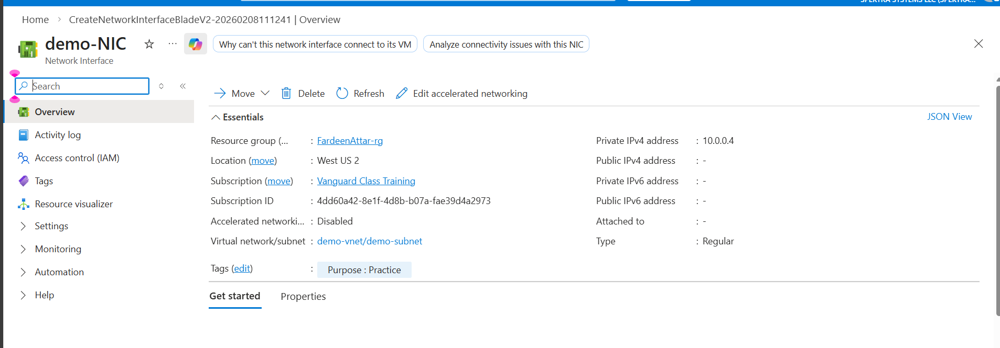 Home > CreateNetworkInterfaceBladeV2-20260208111241 | Overview
demo-NIC
Why can't this network interface connect to its VM
Analyze connectivity issues with this NIC
Network Interface
Search
Overview
Activity log
Access control (IAM)
Tags
Resource visualizer
Settings
Monitoring
Automation
Help
Move
Delete
Refresh
Edit accelerated networking
Essentials
JSON View
Resource group (... : FardeenAttar-rg
Location (move) : West US 2
Subscription (move) : Vanguard Class Training
Subscription ID : 4dd60a42-8e1f-4d8b-b07a-fae39d4a2973
Accelerated networki... : Disabled
Virtual network/subnet : demo-vnet/demo-subnet
Private IPv4 address : 10.0.0.4
Public IPv4 address : -
Private IPv6 address : -
Public IPv6 address : -
Attached to : -
Type : Regular
Tags (edit) : Purpose : Practice
Get started
Properties